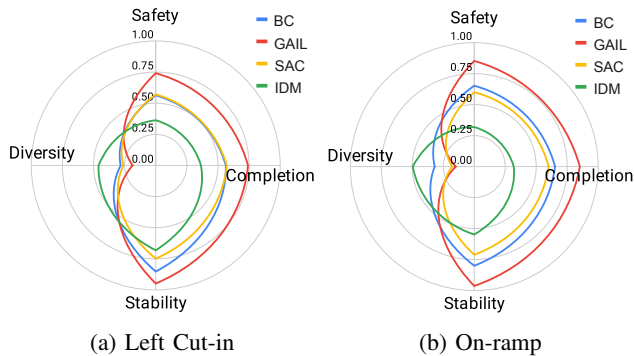 Safety
1.00
0.75
0.50
0.25
0.00
Diversity
Completion
Stability
BC
GAIL
SAC
IDM
(a) Left Cut-in
Safety
1.00
0.75
0.50
0.25
0.00
Diversity
Completion
Stability
BC
GAIL
SAC
IDM
(b) On-ramp